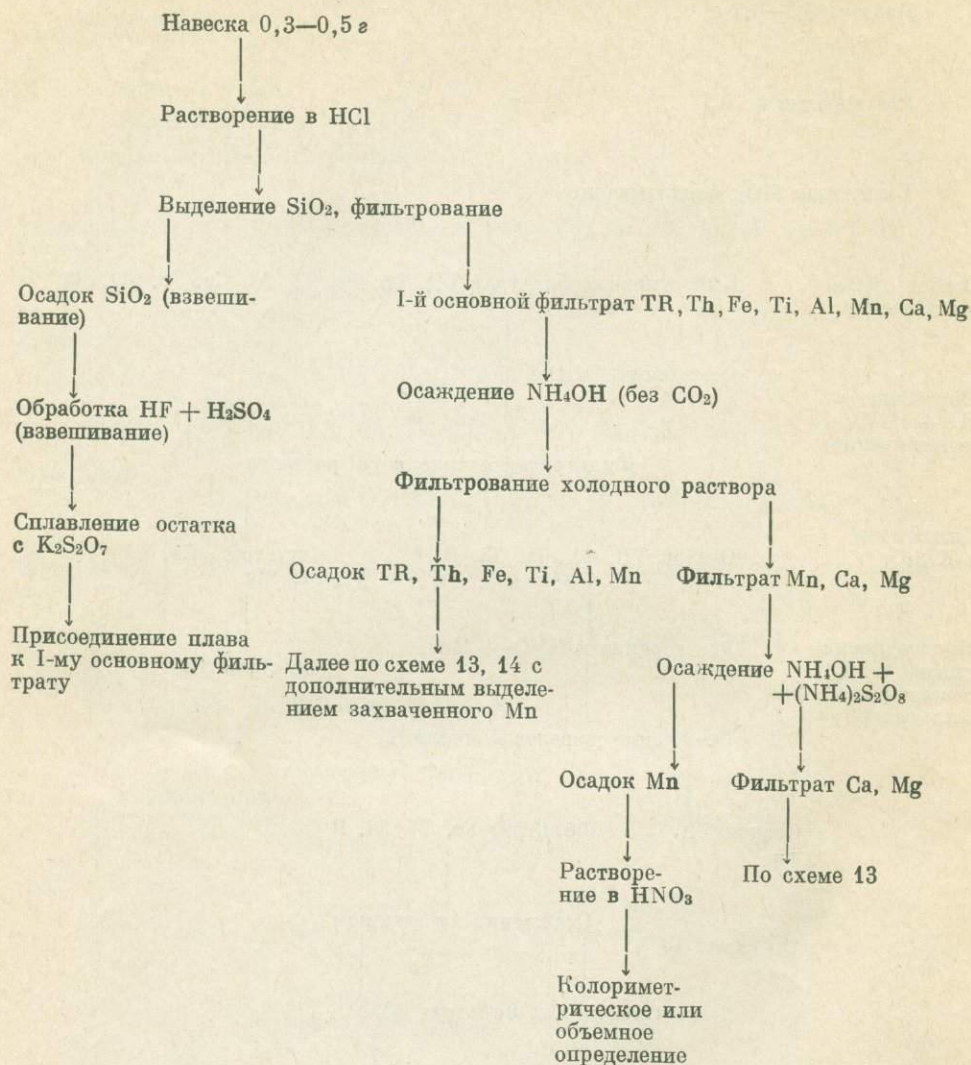 Навеска 0,3—0,5 г
Растворение в HCl
Выделение SiO₂, фильтрование
Осадок SiO₂ (взвеши-
вание)
I-й основной фильтрат TR, Th, Fe, Ti, Al, Mn, Ca, Mg
Обработка HF + H₂SO₄
(взвешивание)
Осаждение NH₄OH (без CO₂)
Фильтрование холодного раствора
Сплавление остатка
с K₂S₂O₇
Осадок TR, Th, Fe, Ti, Al, Mn
Фильтрат Mn, Ca, Mg
Присоединение плава
к I-му основному филь-
трату
Далее по схеме 13, 14 с
дополнительным выделе-
нием захваченного Mn
Осаждение NH₄OH +
+(NH₄)₂S₂O₈
Осадок Mn
Фильтрат Ca, Mg
Растворе-
ние в HNO₃
По схеме 13
Колоримет-
рическое или
объемное
определение